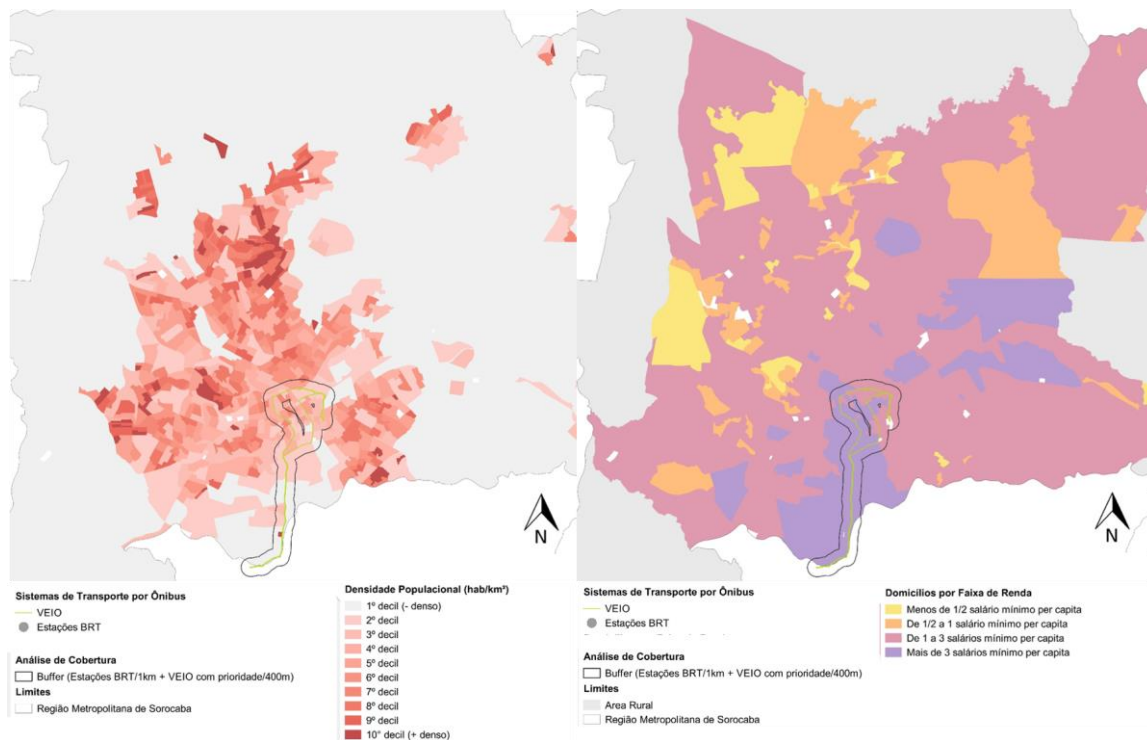 N
Sistemas de Transporte por Ônibus
VEIO
Estações BRT
Análise de Cobertura
Buffer (Estações BRT/1km + VEIO com prioridade/400m)
Limites
Região Metropolitana de Sorocaba
Densidade Populacional (hab/km²)
1º decil (- denso)
2º decil
3º decil
4º decil
5º decil
6º decil
7º decil
8º decil
9º decil
10° decil (+ denso)
N
Sistemas de Transporte por Ônibus
VEIO
Estações BRT
Análise de Cobertura
Buffer (Estações BRT/1km + VEIO com prioridade/400m)
Limites
Area Rural
Região Metropolitana de Sorocaba
Domicílios por Faixa de Renda
Menos de 1/2 salário mínimo per capita
De 1/2 a 1 salário mínimo per capita
De 1 a 3 salários mínimo per capita
Mais de 3 salários mínimo per capita